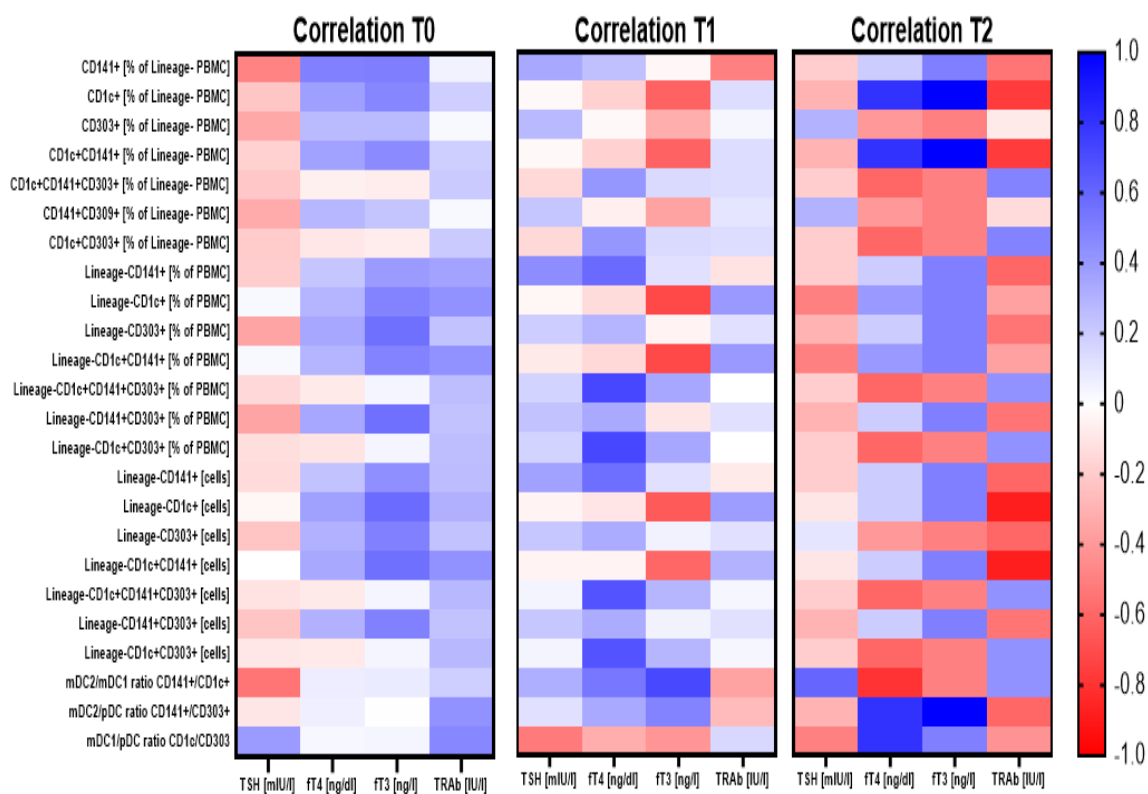 Correlation T0
Correlation T1
Correlation T2
CD141+ [% of Lineage- PBMC]
CD1c+ [% of Lineage- PBMC]
CD303+ [% of Lineage- PBMC]
CD1c+CD141+ [% of Lineage- PBMC]
CD1c+CD141+CD303+ [% of Lineage- PBMC]
CD141+CD309+ [% of Lineage- PBMC]
CD1c+CD303+ [% of Lineage- PBMC]
Lineage-CD141+ [% of PBMC]
Lineage-CD1c+ [% of PBMC]
Lineage-CD303+ [% of PBMC]
Lineage-CD1c+CD141+ [% of PBMC]
Lineage-CD1c+CD141+CD303+ [% of PBMC]
Lineage-CD141+CD303+ [% of PBMC]
Lineage-CD1c+CD303+ [% of PBMC]
Lineage-CD141+ [cells]
Lineage-CD1c+ [cells]
Lineage-CD303+ [cells]
Lineage-CD1c+CD141+ [cells]
Lineage-CD1c+CD141+CD303+ [cells]
Lineage-CD141+CD303+ [cells]
Lineage-CD1c+CD303+ [cells]
mDC2/mDC1 ratio CD141+/CD1c+
mDC2/pDC ratio CD141+/CD303+
mDC1/pDC ratio CD1c/CD303
TSH [mIU/l] fT4 [ng/dl] fT3 [ng/l] TRAb [IU/l]
TSH [mIU/l] fT4 [ng/dl] fT3 [ng/l] TRAb [IU/l]
TSH [mIU/l] fT4 [ng/dl] fT3 [ng/l] TRAb [IU/l]
1.0
0.8
0.6
0.4
0.2
0
-0.2
-0.4
-0.6
-0.8
-1.0